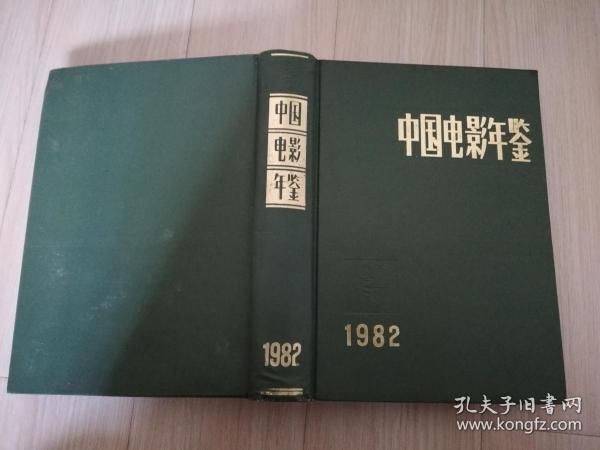 中国
电影
年鉴
1982
中国电影年鉴
1982
孔夫子旧书网
www.kongfz.com